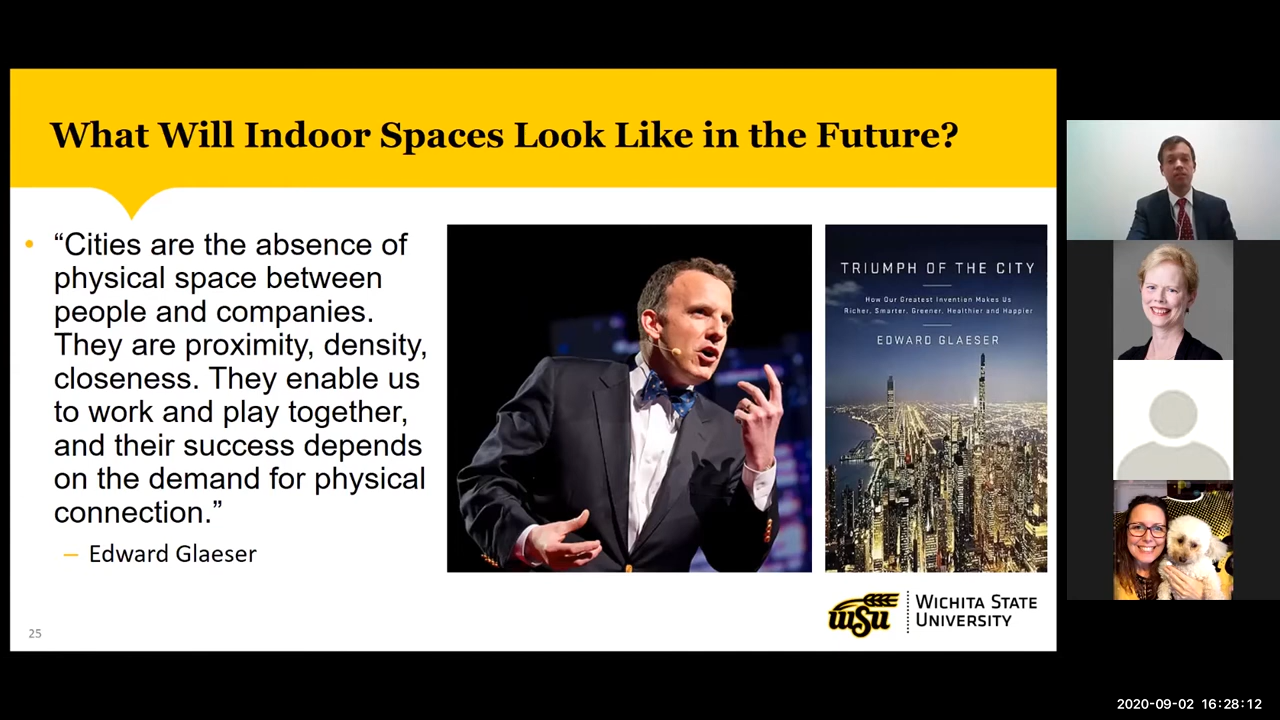 What Will Indoor Spaces Look Like in the Future?
• “Cities are the absence of
physical space between
people and companies.
They are proximity, density,
closeness. They enable us
to work and play together,
and their success depends
on the demand for physical
connection.”
– Edward Glaeser
TRIUMPH OF THE CITY
How Our Greatest Invention Makes Us
Richer, Smarter, Greener, Healthier and Happier
EDWARD GLAESER
wsu
WICHITA STATE
UNIVERSITY
25
2020-09-02 16:28:12